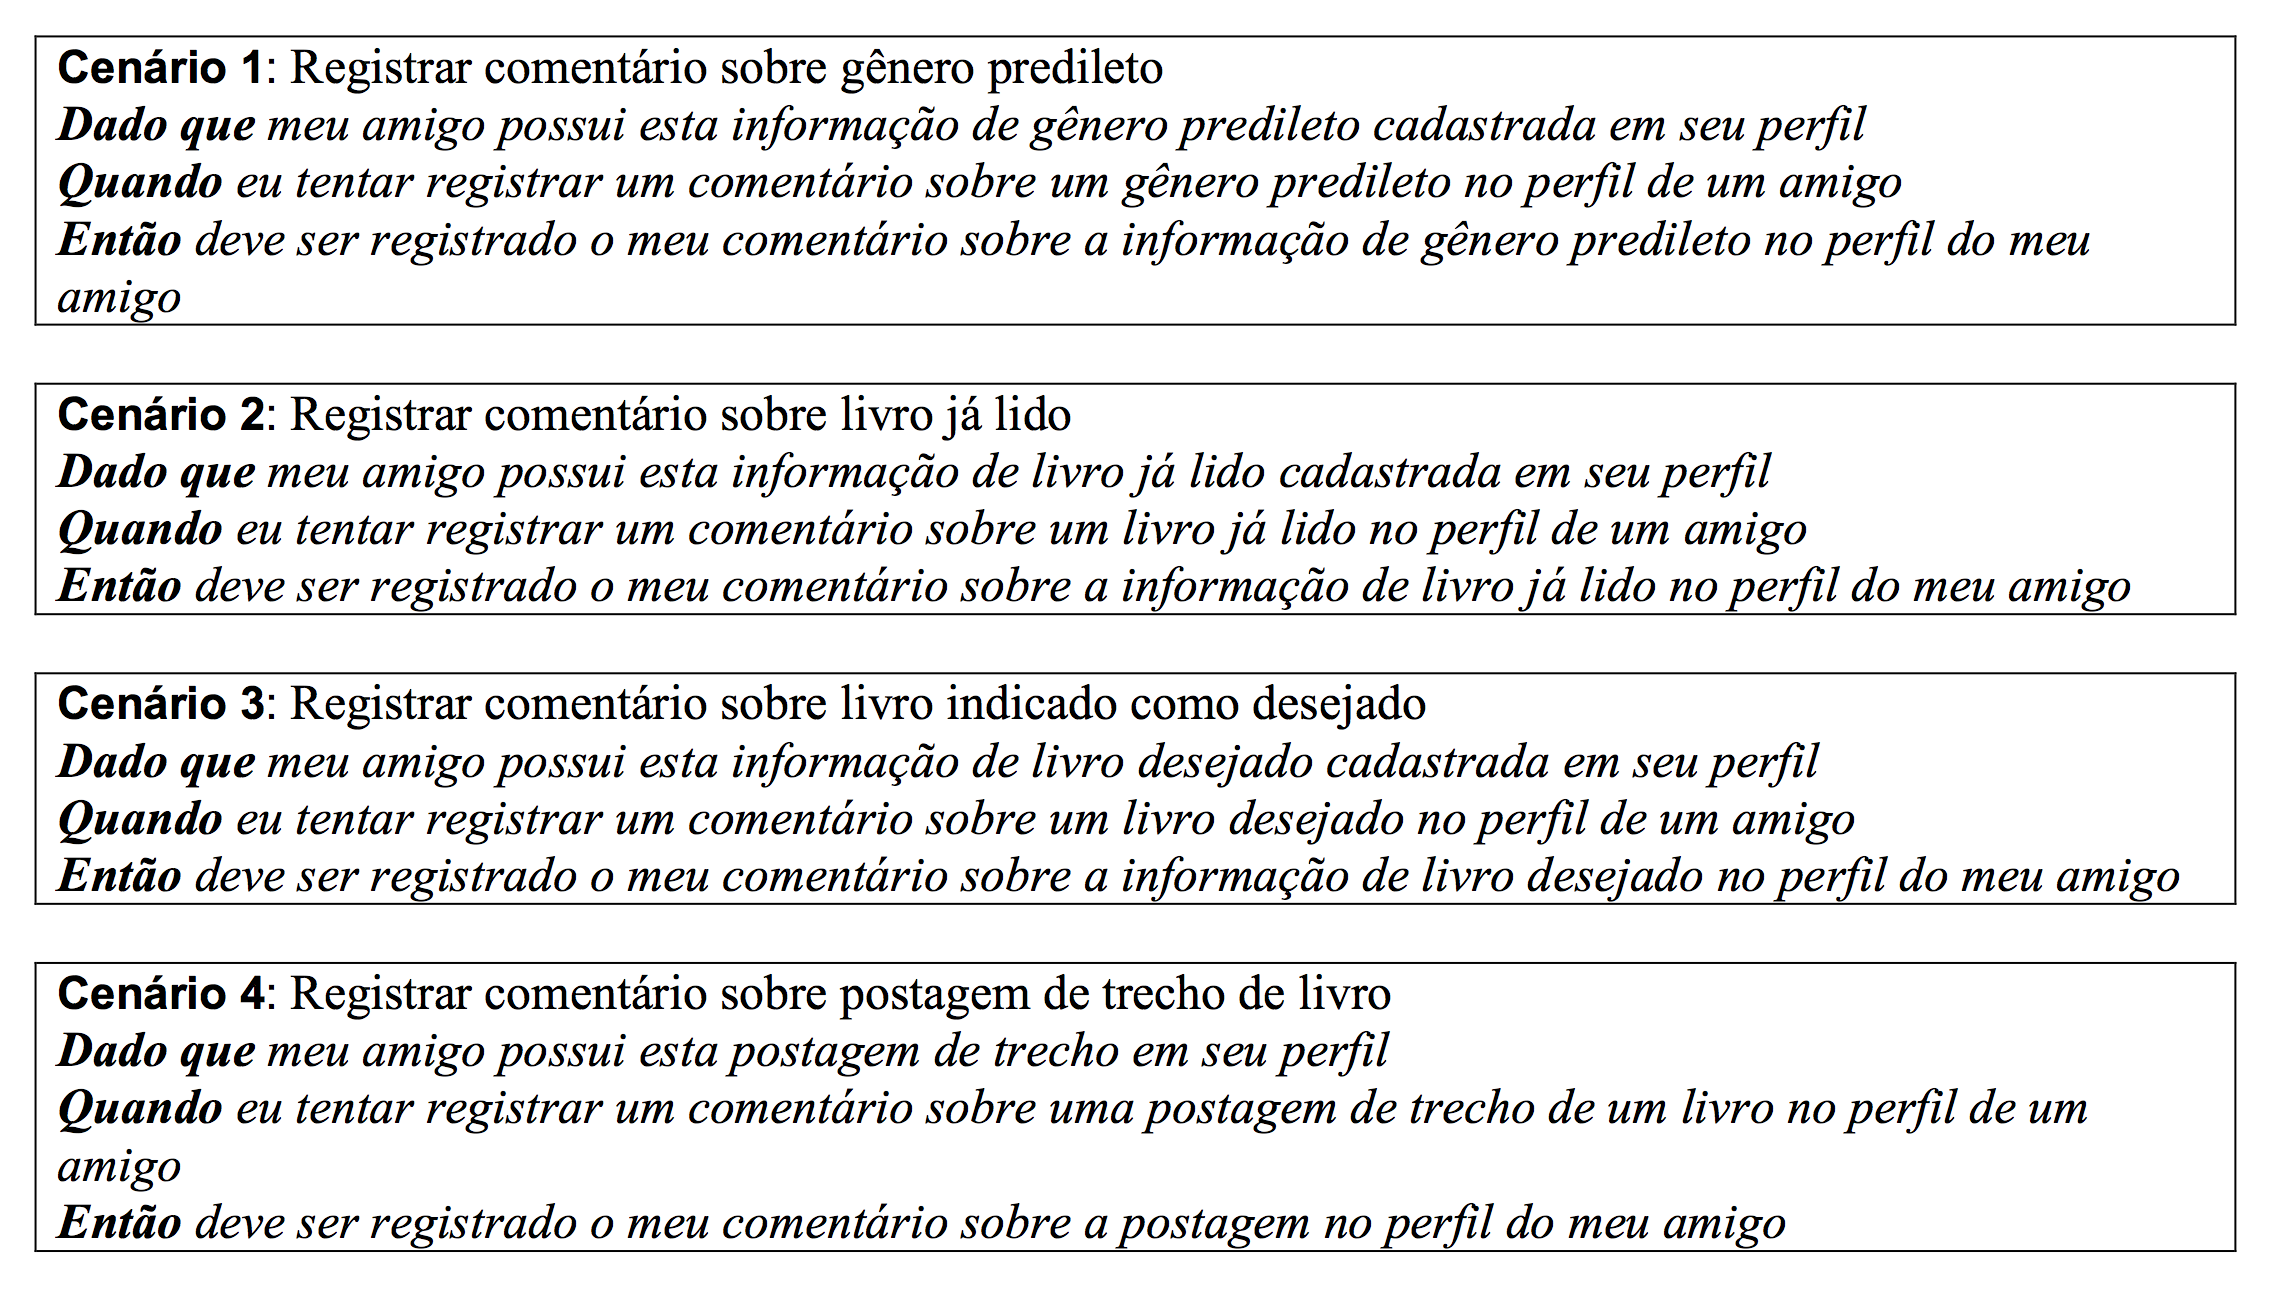 Cenário 1: Registrar comentário sobre gênero predileto
Dado que meu amigo possui esta informação de gênero predileto cadastrada em seu perfil
Quando eu tentar registrar um comentário sobre um gênero predileto no perfil de um amigo
Então deve ser registrado o meu comentário sobre a informação de gênero predileto no perfil do meu
amigo
Cenário 2: Registrar comentário sobre livro já lido
Dado que meu amigo possui esta informação de livro já lido cadastrada em seu perfil
Quando eu tentar registrar um comentário sobre um livro já lido no perfil de um amigo
Então deve ser registrado o meu comentário sobre a informação de livro já lido no perfil do meu amigo
Cenário 3: Registrar comentário sobre livro indicado como desejado
Dado que meu amigo possui esta informação de livro desejado cadastrada em seu perfil
Quando eu tentar registrar um comentário sobre um livro desejado no perfil de um amigo
Então deve ser registrado o meu comentário sobre a informação de livro desejado no perfil do meu amigo
Cenário 4: Registrar comentário sobre postagem de trecho de livro
Dado que meu amigo possui esta postagem de trecho em seu perfil
Quando eu tentar registrar um comentário sobre uma postagem de trecho de um livro no perfil de um
amigo
Então deve ser registrado o meu comentário sobre a postagem no perfil do meu amigo